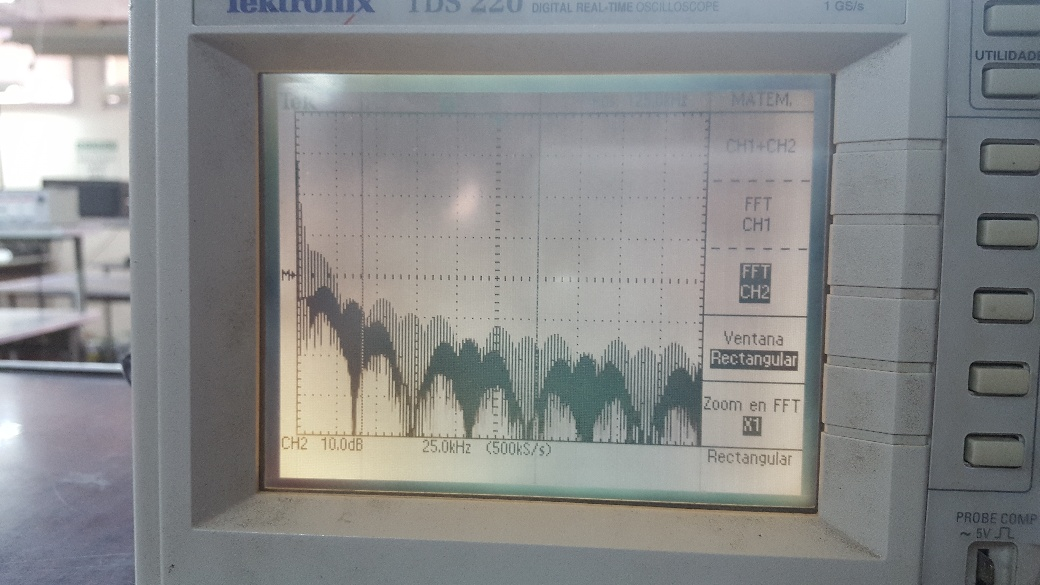 Tektronix TDS 220 DIGITAL REAL-TIME OSCILLOSCOPE 1 GS/s
UTILIDADE
Tek
MATEM.
CH1+CH2
FFT
CH1
FFT
CH2
M
Ventana
Rectangular
Zoom en FFT
X1
CH2 10.0dB 25.0kHz (500kS/s)
Rectangular
PROBE COMP
~ 5V